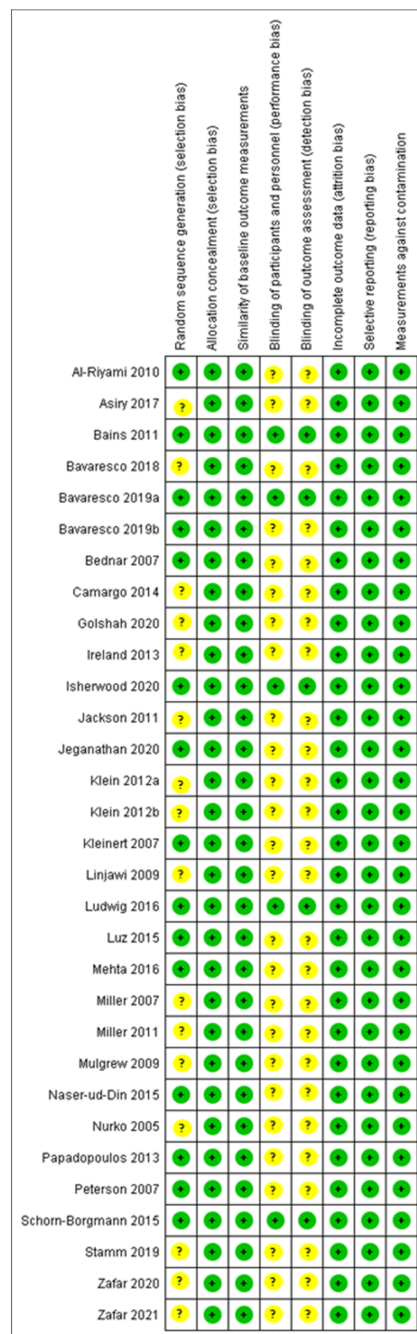 Random sequence generation (selection bias)
Allocation concealment (selection bias)
Similarity of baseline outcome measurements
Blinding of participants and personnel (performance bias)
Blinding of outcome assessment (detection bias)
Incomplete outcome data (attrition bias)
Selective reporting (reporting bias)
Measurements against contamination
Al-Riyami 2010 + + + ? ? + + +
Asiry 2017 ? + + ? ? + + +
Bains 2011 + + + + + + + +
Bavaresco 2018 ? + + ? ? + + +
Bavaresco 2019a + + + + + + + +
Bavaresco 2019b + + + ? ? + + +
Bednar 2007 + + + ? ? + + +
Camargo 2014 ? + + ? ? + + +
Golshah 2020 ? + + ? ? + + +
Ireland 2013 ? + + ? ? + + +
Isherwood 2020 + + + + + + + +
Jackson 2011 ? + + ? ? + + +
Jeganathan 2020 + + + ? ? + + +
Klein 2012a ? + + ? ? + + +
Klein 2012b ? + + ? ? + + +
Kleinert 2007 + + + ? ? + + +
Linjawi 2009 ? + + ? ? + + +
Ludwig 2016 + + + + + + + +
Luz 2015 + + + ? ? + + +
Mehta 2016 + + + ? ? + + +
Miller 2007 ? + + ? ? + + +
Miller 2011 ? + + ? ? + + +
Mulgrew 2009 ? + + ? ? + + +
Naser-ud-Din 2015 + + + ? ? + + +
Nurko 2005 ? + + ? ? + + +
Papadopoulos 2013 + + + ? ? + + +
Peterson 2007 + + + ? ? + + +
Schorn-Borgmann 2015 + + + + + + + +
Stamm 2019 ? + + ? ? + + +
Zafar 2020 ? + + ? ? + + +
Zafar 2021 ? + + ? ? + + +